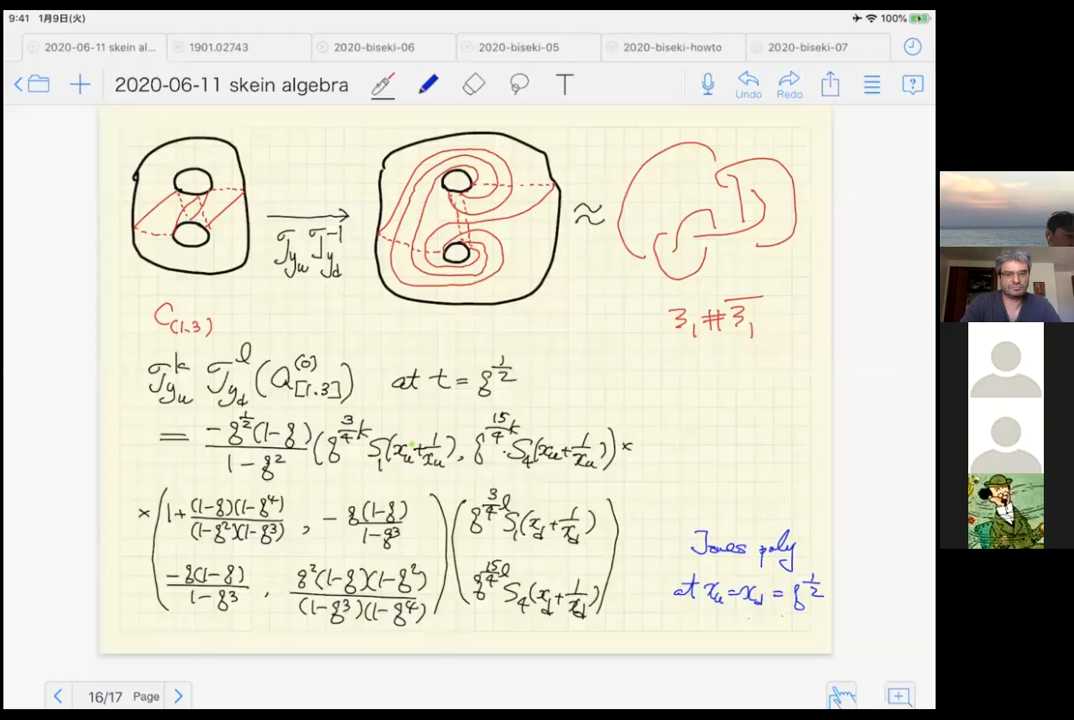 9:41 1月9日(火) 100%
2020-06-11 skein al... 1901.02743 2020-biseki-06 2020-biseki-05 2020-biseki-howto 2020-biseki-07
2020-06-11 skein algebra T Undo Redo
𝒯_{y_u} 𝒯_{y_d}^{-1} ≈
C_{(1.3)} 3_1 # \overline{3_1}
𝒯_{y_u}^k 𝒯_{y_d}^l (Q_{[1.3]}^{(0)}) at t = q^{1/2}
= \frac{-q^{1/2}(1-q)}{1-q^2} (q^{\frac{3}{4}k} S_1(x_u + \frac{1}{x_u}), q^{\frac{15}{4}k} · S_4(x_u + \frac{1}{x_u})) ×
× ( 1 + \frac{(1-q)(1-q^4)}{(1-q^2)(1-q^3)} , - \frac{q(1-q)}{1-q^3} ) ( q^{\frac{3}{4}l} S_1(x_d + \frac{1}{x_d}) )
\frac{-q(1-q)}{1-q^3} , \frac{q^2(1-q)(1-q^2)}{(1-q^3)(1-q^4)} q^{\frac{15}{4}l} S_4(x_d + \frac{1}{x_d})
Jones poly
at x_u = x_d = q^{1/2}
16/17 Page